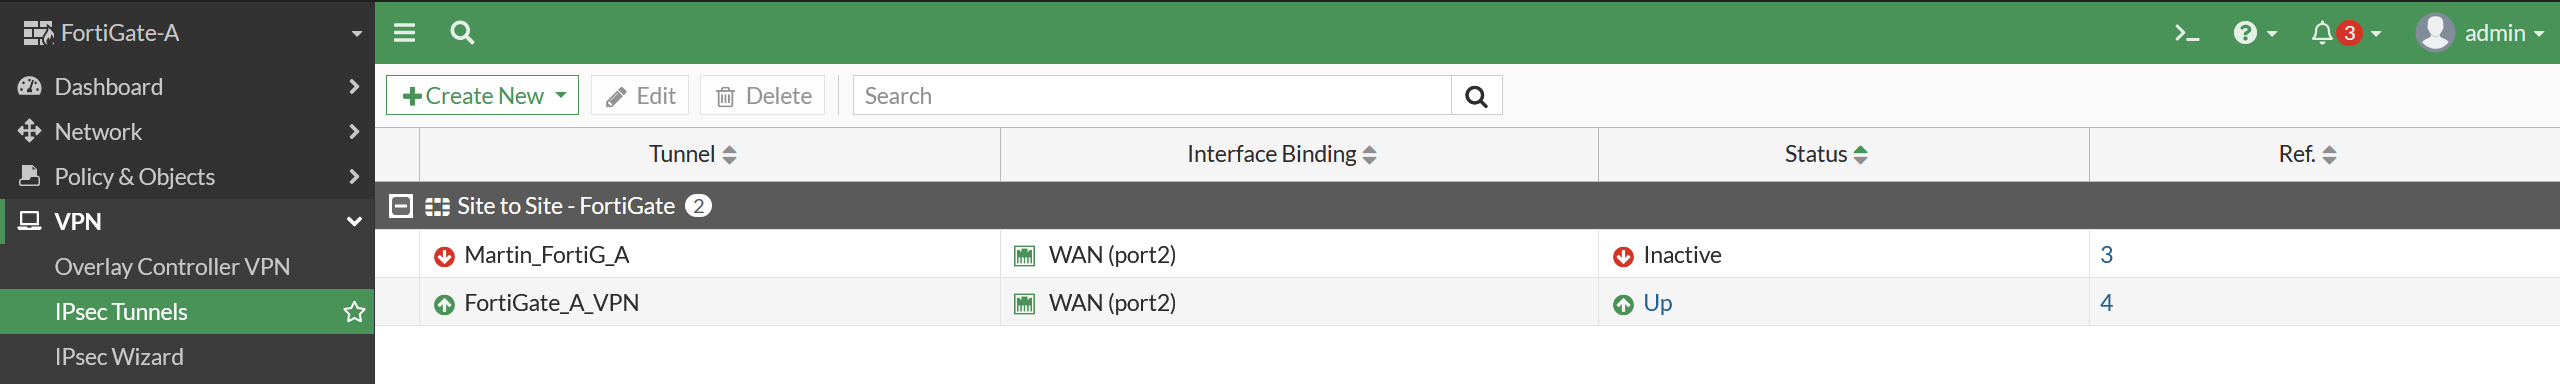 FortiGate-A
3
admin
Dashboard
Network
Policy & Objects
VPN
Overlay Controller VPN
IPsec Tunnels
IPsec Wizard
Create New Edit Delete Search
Tunnel Interface Binding Status Ref.
Site to Site - FortiGate 2
Martin_FortiG_A WAN (port2) Inactive 3
FortiGate_A_VPN WAN (port2) Up 4